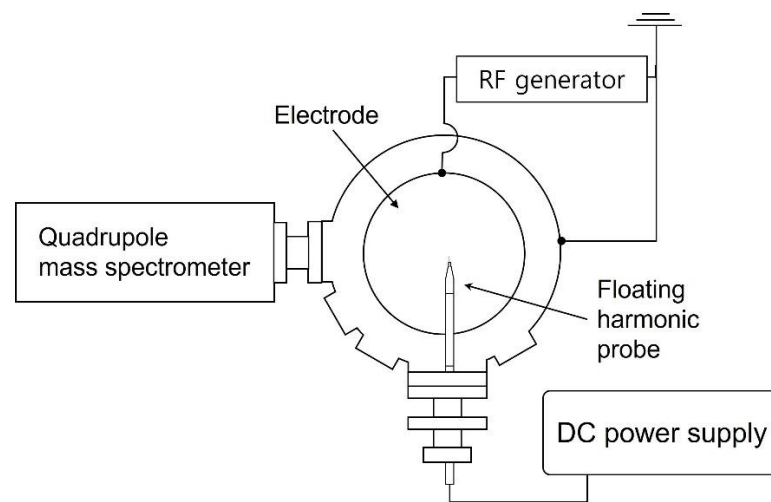 RF generator
Electrode
Quadrupole
mass spectrometer
Floating
harmonic
probe
DC power supply